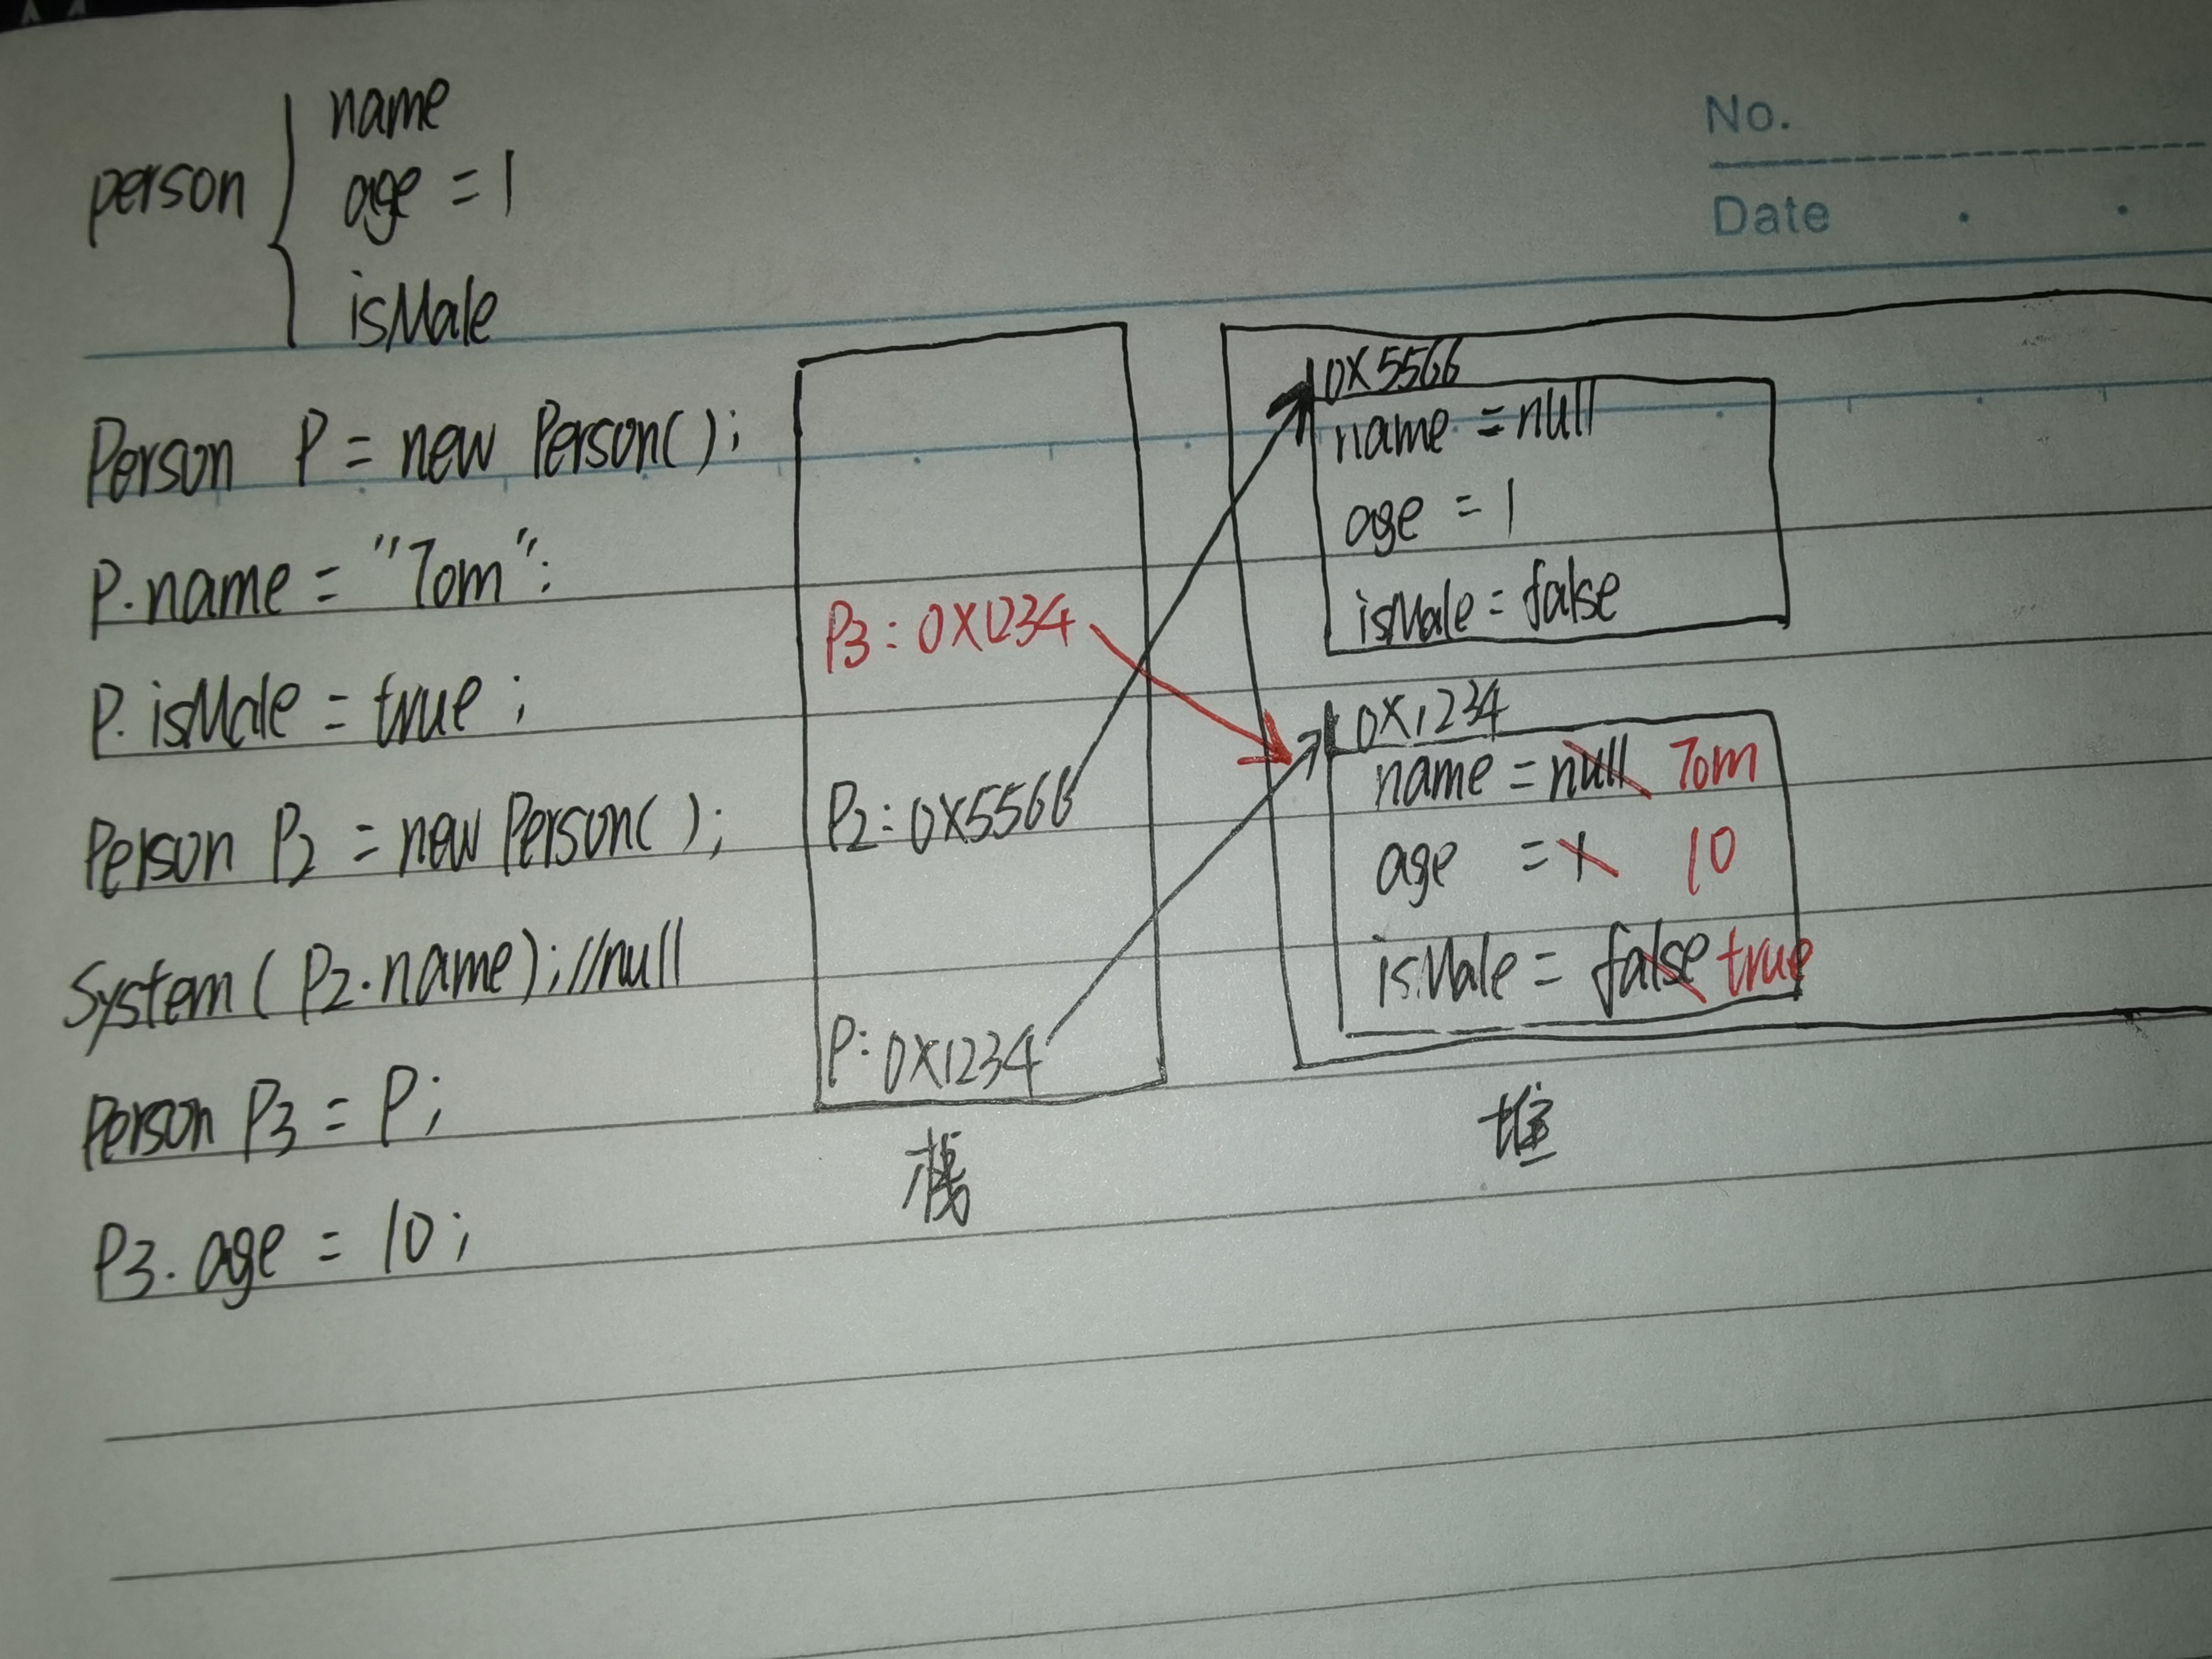 name
person
age = 1
isMale
No.
Date
Person P = new Person();
P.name = "Tom";
P.isMale = true;
Person P2 = new Person();
System(P2.name);//null
Person P3 = P;
P3.age = 10;
P3: 0X1234
P2: 0X5566
P: 0X1234
栈
0X5566
name = null
age = 1
isMale = false
0X1234
name = null Tom
age = 1 10
isMale = false true
堆